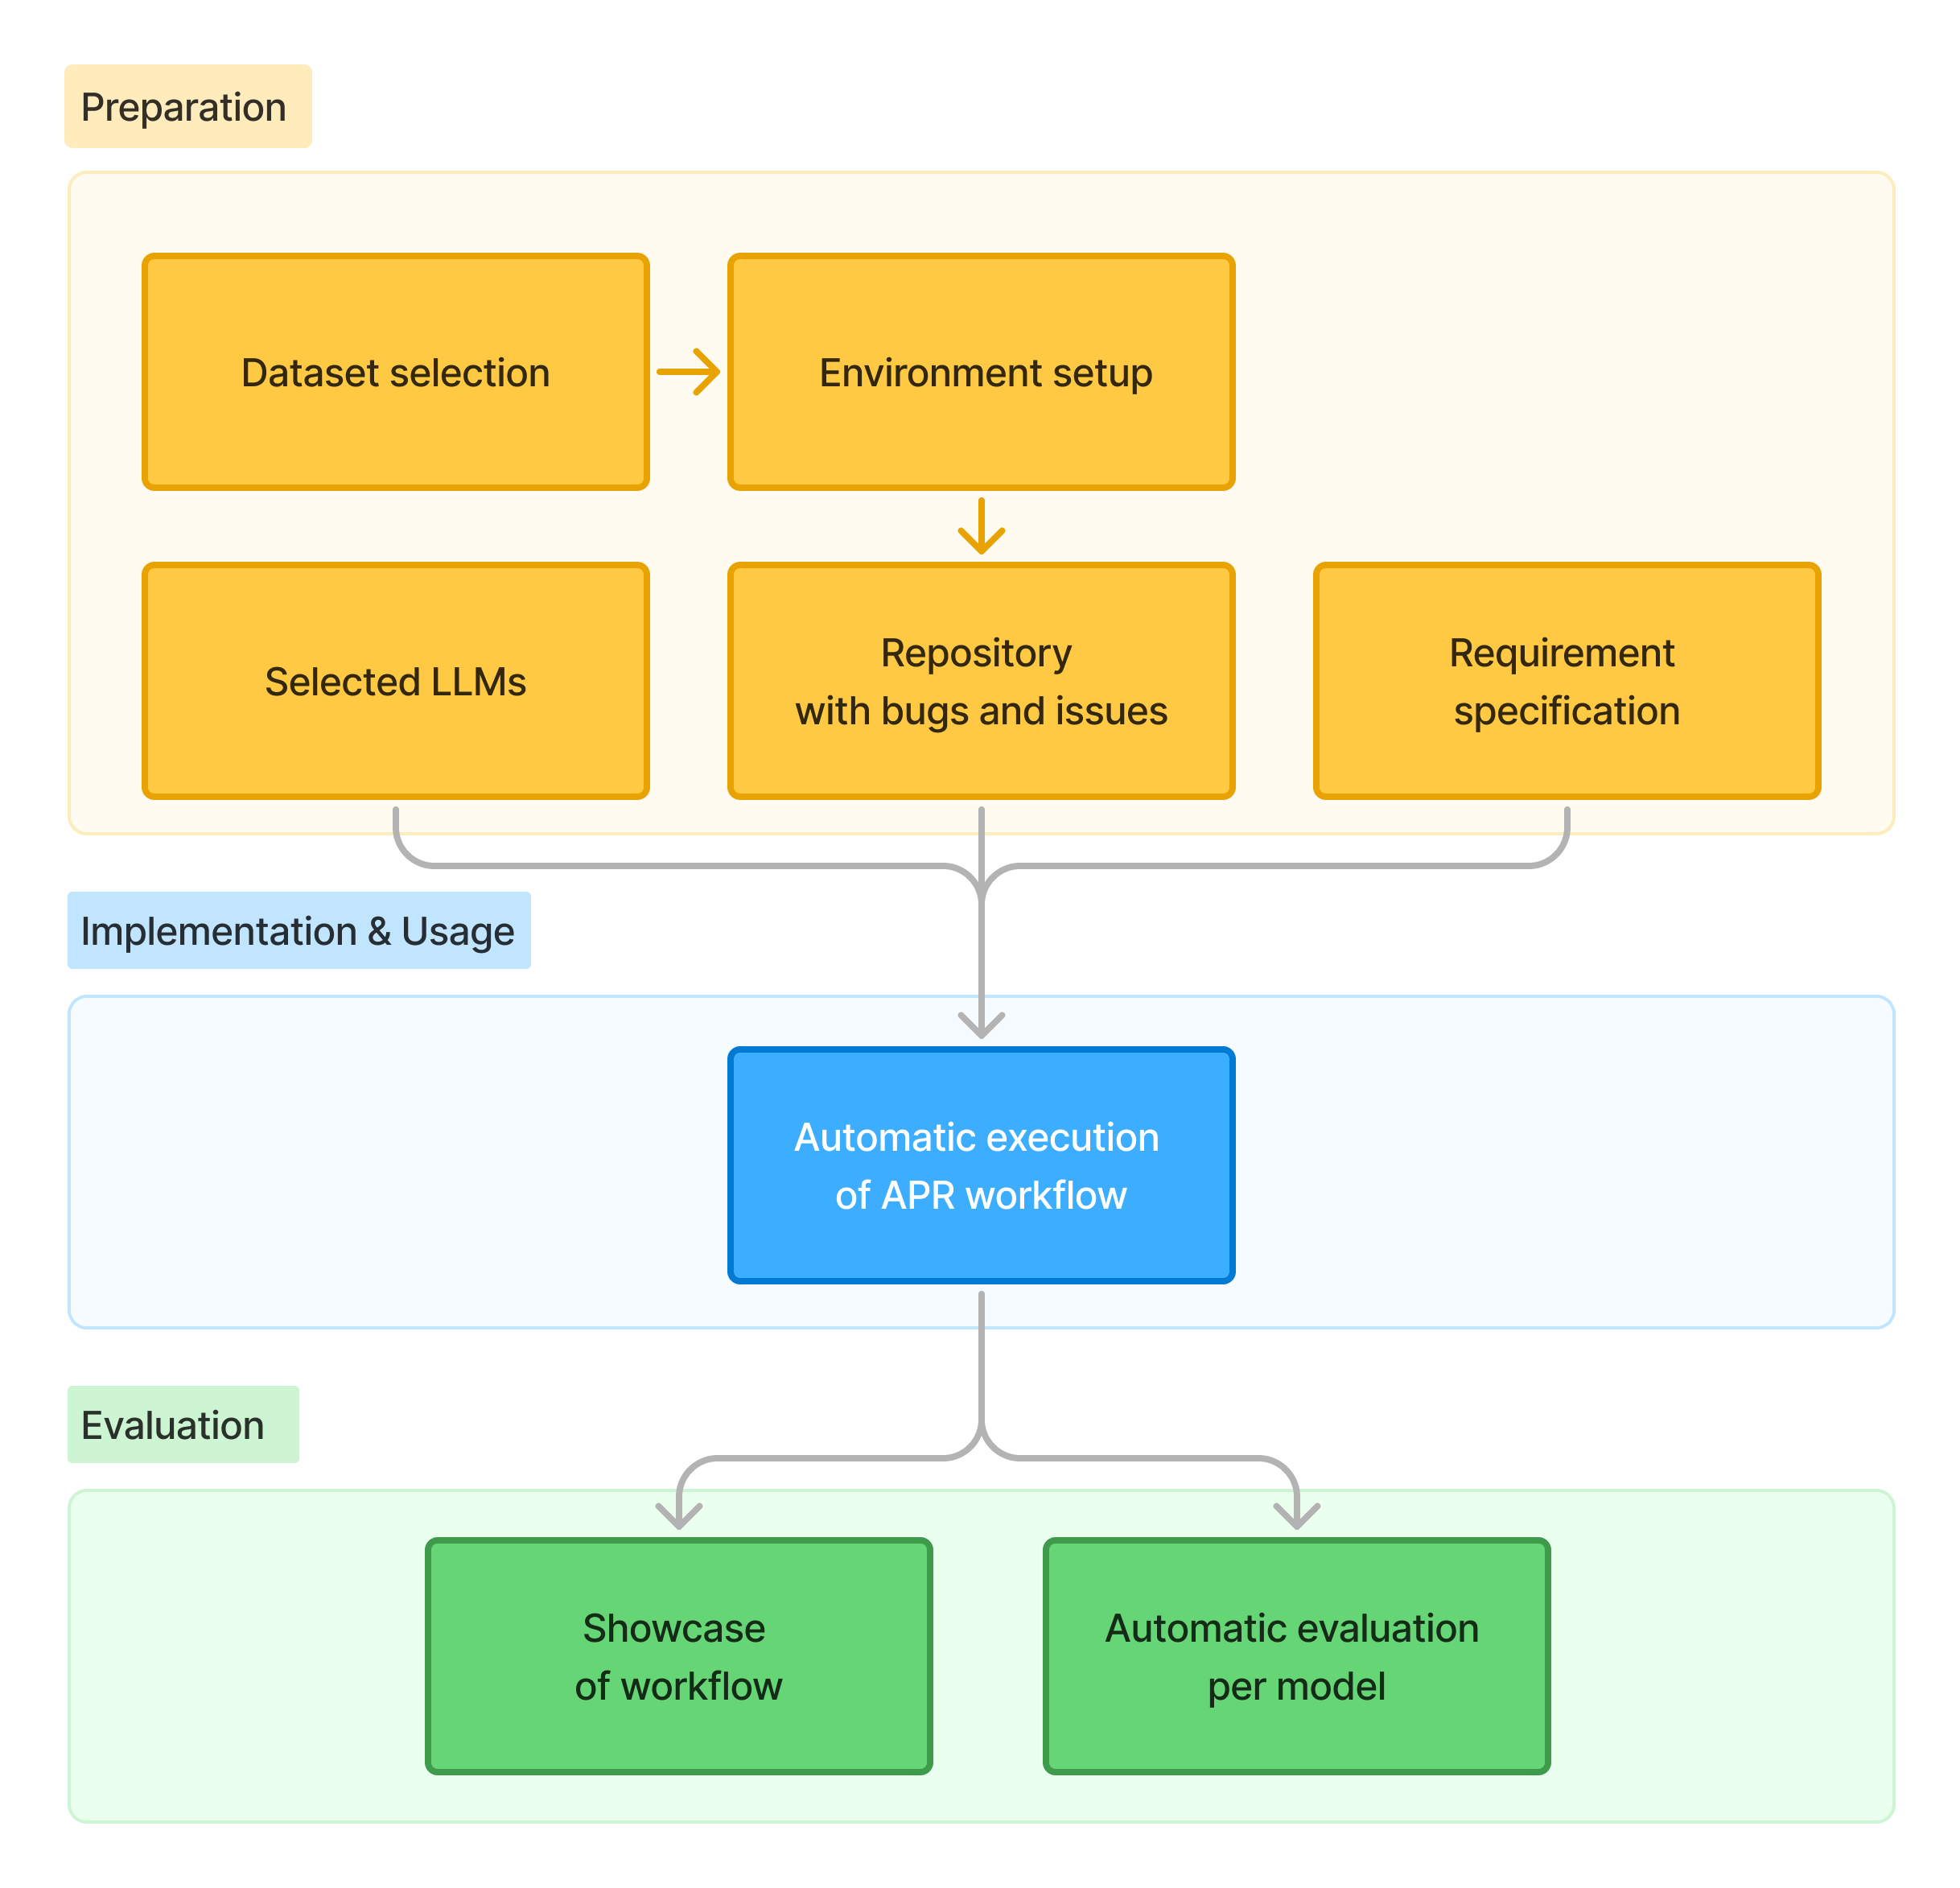 Preparation
Dataset selection
Environment setup
Selected LLMs
Repository
with bugs and issues
Requirement
specification
Implementation & Usage
Automatic execution
of APR workflow
Evaluation
Showcase
of workflow
Automatic evaluation
per model